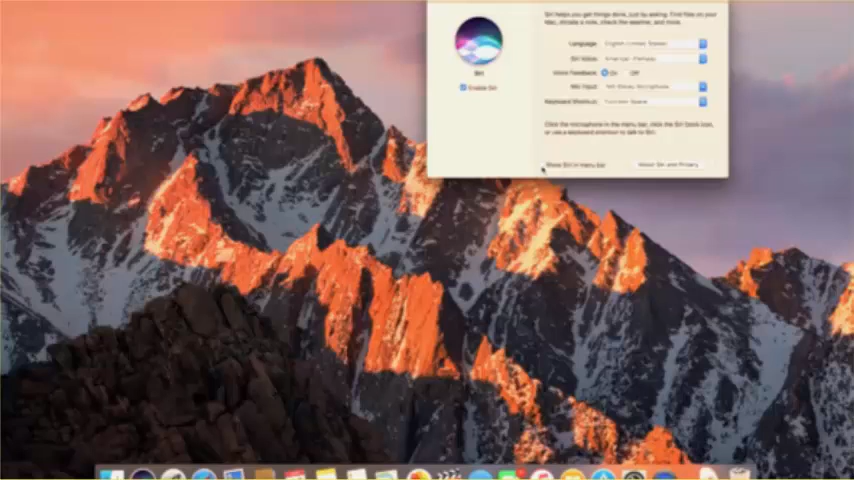 Siri helps you get things done, just by asking. Find files on your
Mac, dictate a note, check the weather, and more.
Language: English (United States)
Siri Voice: American (Female)
Voice Feedback: On Off
Siri
Mic Input:
Enable Siri
Keyboard Shortcut: Function Space
Click the microphone in the menu bar, click the Siri Dock icon,
or use a keyboard shortcut to talk to Siri.
Show Siri in menu bar
About Siri and Privacy